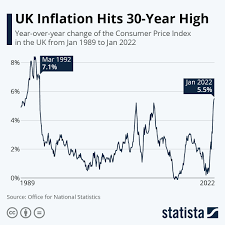 UK Inflation Hits 30-Year High
Year-over-year change of the Consumer Price Index
in the UK from Jan 1989 to Jan 2022
Mar 1992
7.1%
Jan 2022
5.5%
8%
6%
4%
2%
0
1989
2022
Source: Office for National Statistics
statista